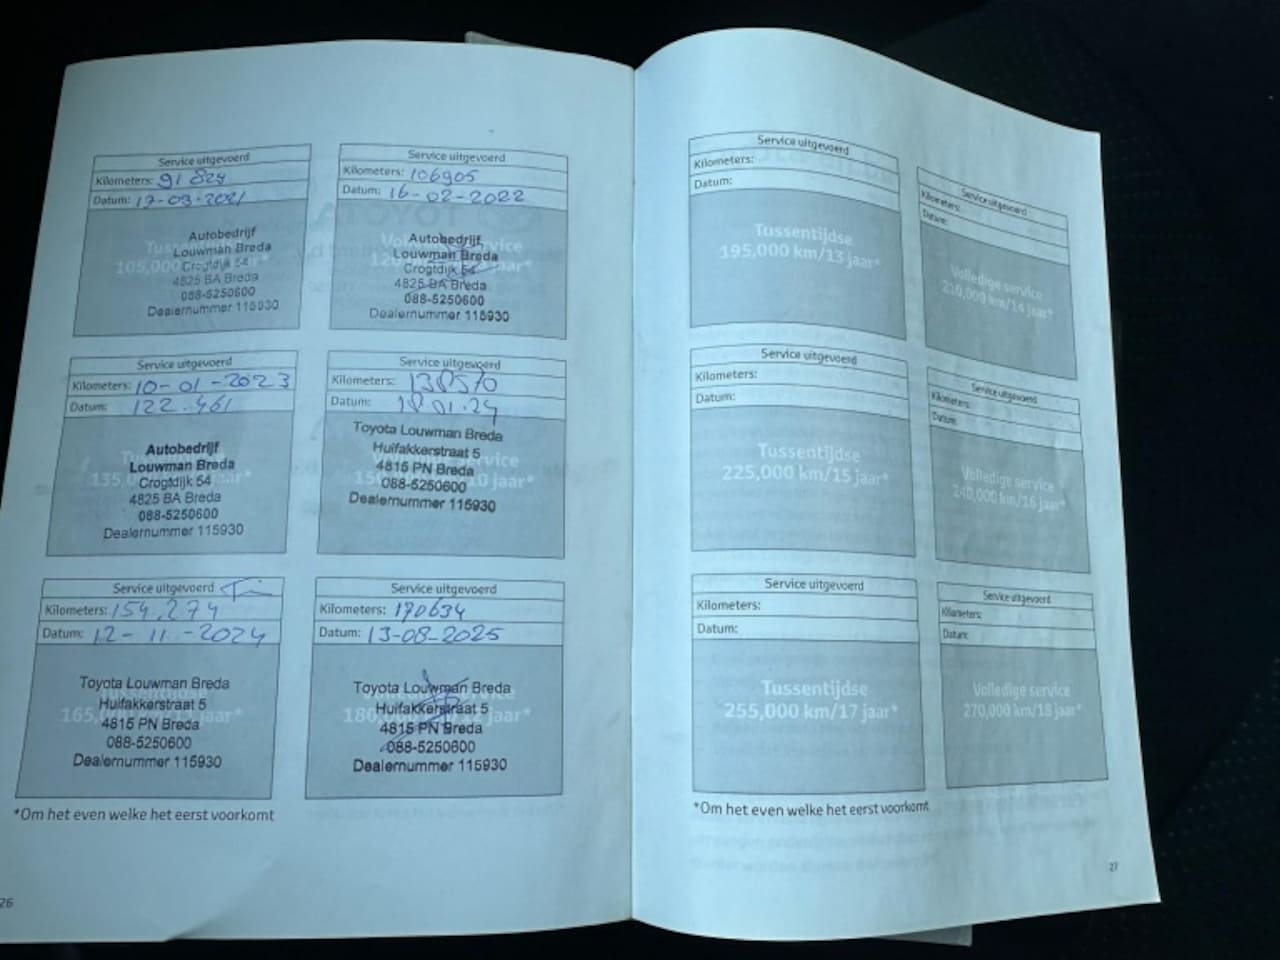 Service uitgevoerd
Kilometers: 91 829
Datum: 17-03-2021
Autobedrijf
Louwman Breda
Crogtdijk 54
4825 BA Breda
088-5250600
Dealernummer 115930
Service uitgevoerd
Kilometers: 106905
Datum: 16-02-2022
Autobedrijf
Louwman Breda
Crogtdijk 54
4825 BA Breda
088-5250600
Dealernummer 115930
Service uitgevoerd
Kilometers: 10-01-2023
Datum: 122.461
Autobedrijf
Louwman Breda
Crogtdijk 54
4825 BA Breda
088-5250600
Dealernummer 115930
Service uitgevoerd
Kilometers: 138570
Datum: 18.01.24
Toyota Louwman Breda
Huifakkerstraat 5
4815 PN Breda
088-5250600
Dealernummer 115930
Service uitgevoerd
Kilometers: 154.274
Datum: 12-11-2024
Toyota Louwman Breda
Huifakkerstraat 5
4815 PN Breda
088-5250600
Dealernummer 115930
Service uitgevoerd
Kilometers: 170634
Datum: 13-08-2025
Toyota Louwman Breda
Huifakkerstraat 5
4815 PN Breda
088-5250600
Dealernummer 115930
*Om het even welke het eerst voorkomt
26
Service uitgevoerd
Kilometers:
Datum:
Tussentijdse
195,000 km/13 jaar*
Service uitgevoerd
Kilometers:
Datum:
Volledige service
210,000 km/14 jaar*
Service uitgevoerd
Kilometers:
Datum:
Tussentijdse
225,000 km/15 jaar*
Service uitgevoerd
Kilometers:
Datum:
Volledige service
240,000 km/16 jaar*
Service uitgevoerd
Kilometers:
Datum:
Tussentijdse
255,000 km/17 jaar*
Service uitgevoerd
Kilometers:
Datum:
Volledige service
270,000 km/18 jaar*
*Om het even welke het eerst voorkomt
27